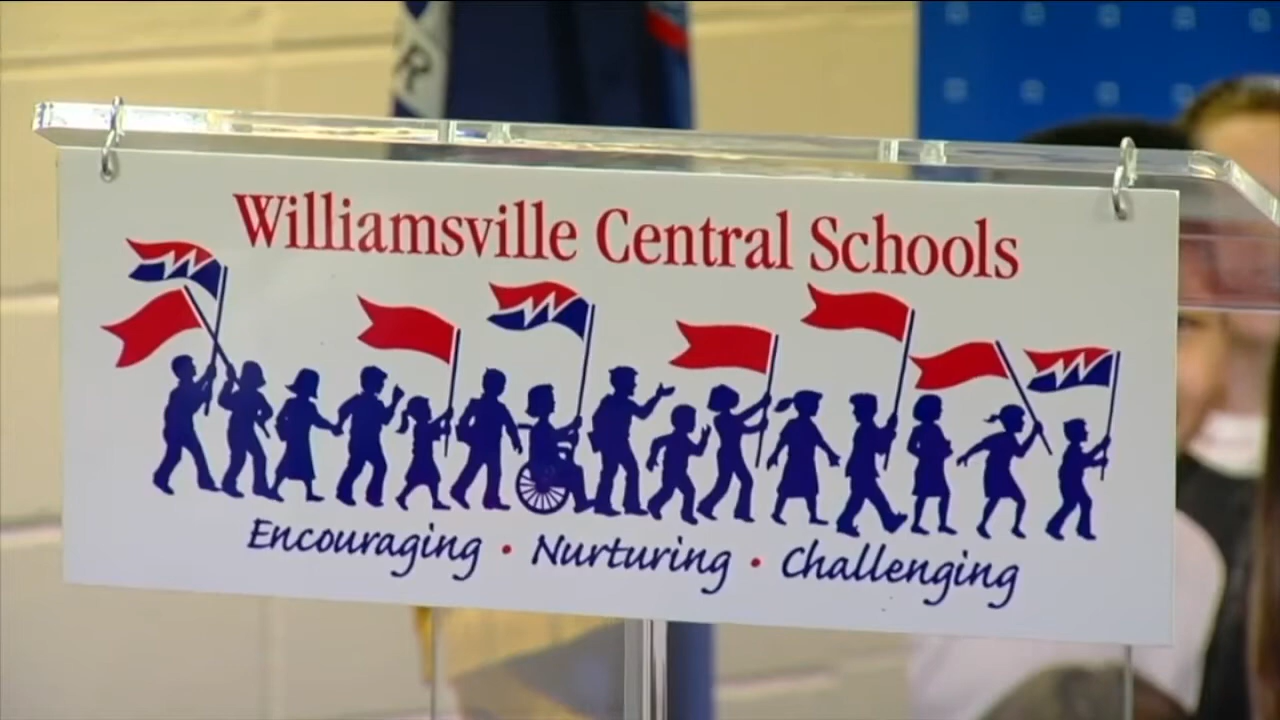 Williamsville Central Schools
Encouraging • Nurturing • Challenging